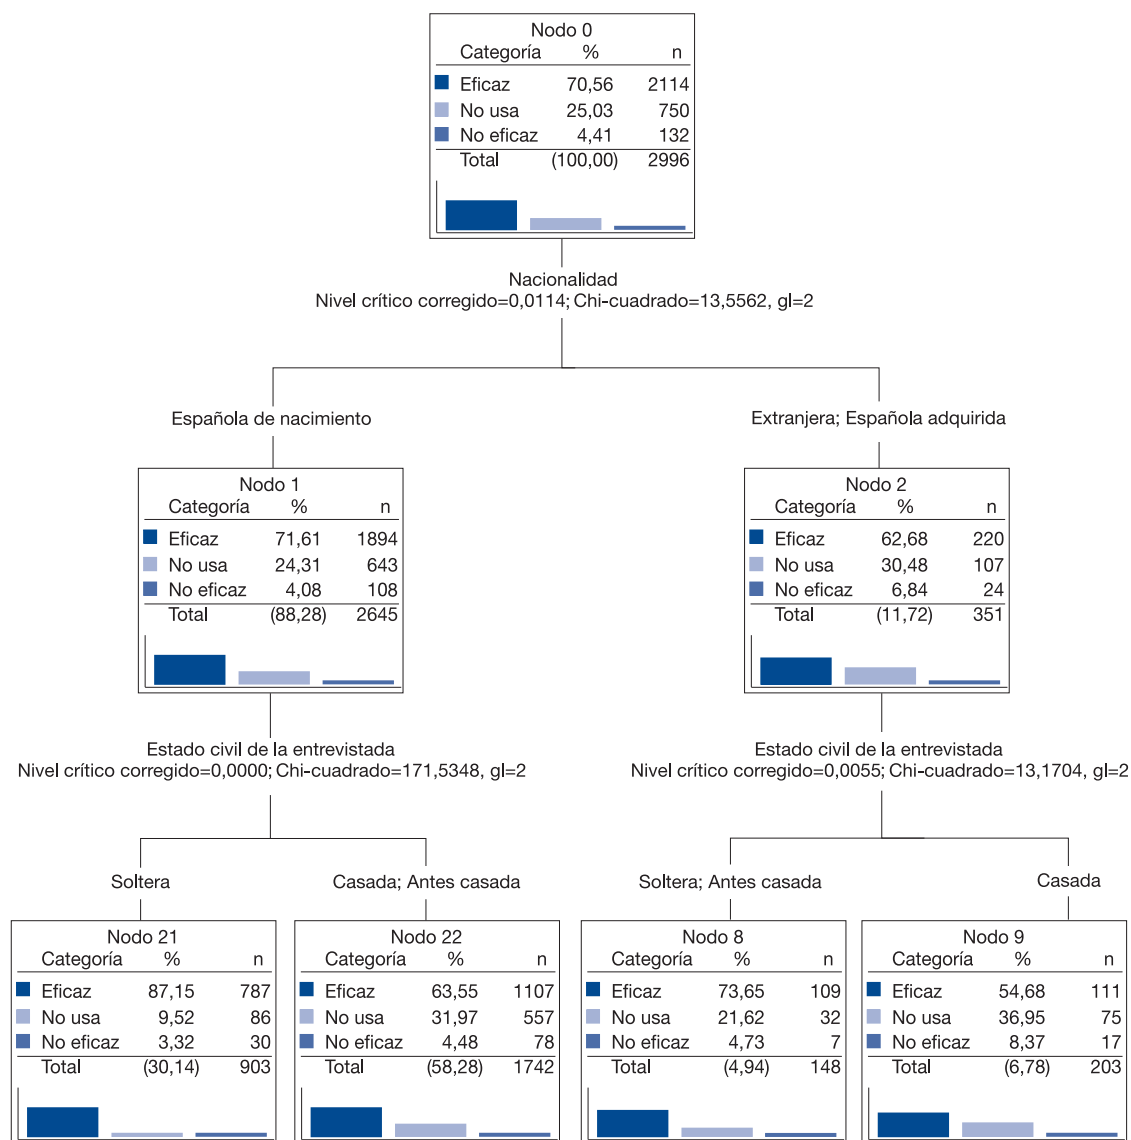 Nodo 0
Categoría % n
Eficaz 70,56 2114
No usa 25,03 750
No eficaz 4,41 132
Total (100,00) 2996
Nacionalidad
Nivel crítico corregido=0,0114; Chi-cuadrado=13,5562, gl=2
Española de nacimiento
Extranjera; Española adquirida
Nodo 1
Categoría % n
Eficaz 71,61 1894
No usa 24,31 643
No eficaz 4,08 108
Total (88,28) 2645
Nodo 2
Categoría % n
Eficaz 62,68 220
No usa 30,48 107
No eficaz 6,84 24
Total (11,72) 351
Estado civil de la entrevistada
Nivel crítico corregido=0,0000; Chi-cuadrado=171,5348, gl=2
Estado civil de la entrevistada
Nivel crítico corregido=0,0055; Chi-cuadrado=13,1704, gl=2
Soltera
Casada; Antes casada
Soltera; Antes casada
Casada
Nodo 21
Categoría % n
Eficaz 87,15 787
No usa 9,52 86
No eficaz 3,32 30
Total (30,14) 903
Nodo 22
Categoría % n
Eficaz 63,55 1107
No usa 31,97 557
No eficaz 4,48 78
Total (58,28) 1742
Nodo 8
Categoría % n
Eficaz 73,65 109
No usa 21,62 32
No eficaz 4,73 7
Total (4,94) 148
Nodo 9
Categoría % n
Eficaz 54,68 111
No usa 36,95 75
No eficaz 8,37 17
Total (6,78) 203